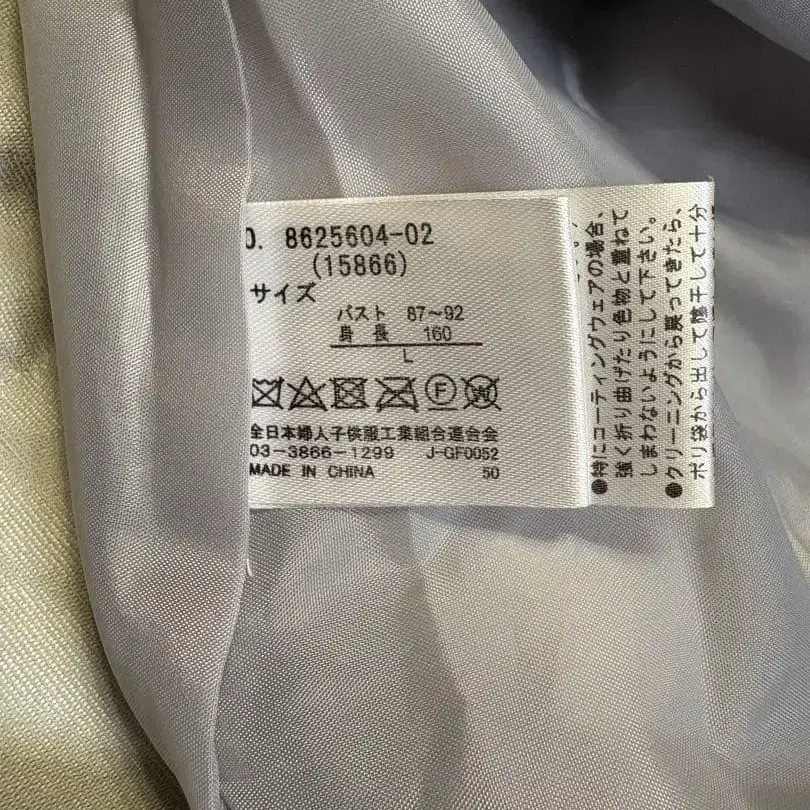 0. 8625604-02
(15866)
サイズ
バスト 87～92
身長 160
L
全日本婦人子供服工業組合連合会
03-3866-1299 J-GF0052
MADE IN CHINA 50
●特にコーティングウェアの場合、
強く折り曲げたり色物と重ねて
しまわないようにして下さい。
●クリーニングから戻ってきたら、
ポリ袋から出して陰干して十分